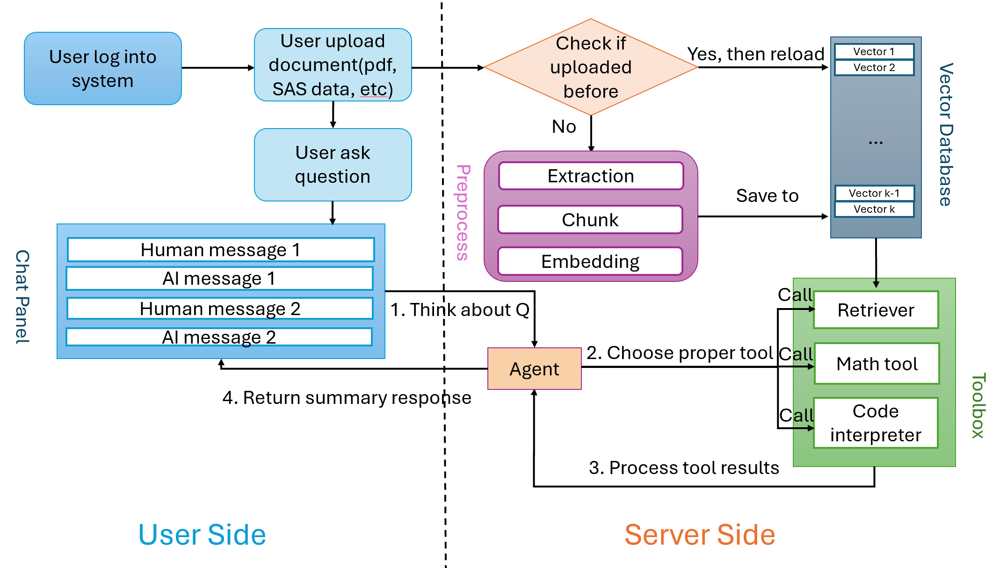 User log into
system
User upload
document(pdf,
SAS data, etc)
User ask
question
Check if
uploaded
before
Yes, then reload
No
Vector 1
Vector 2
...
Vector k-1
Vector k
Vector Database
Preprocess
Extraction
Chunk
Embedding
Save to
Chat Panel
Human message 1
AI message 1
Human message 2
AI message 2
1. Think about Q
Agent
2. Choose proper tool
Call
Retriever
Call
Math tool
Call
Code
interpreter
Toolbox
3. Process tool results
4. Return summary response
User Side
Server Side